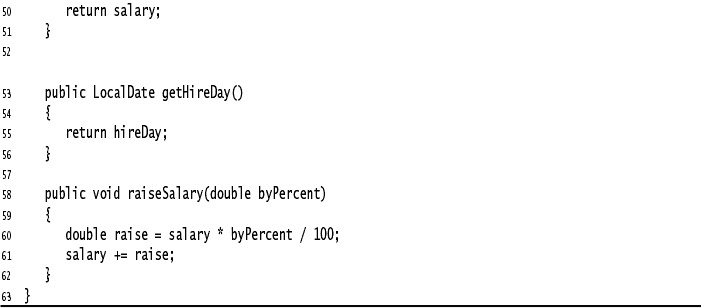 50       return salary;
51    }
52
53    public LocalDate getHireDay()
54    {
55       return hireDay;
56    }
57
58    public void raiseSalary(double byPercent)
59    {
60       double raise = salary * byPercent / 100;
61       salary += raise;
62    }
63 }